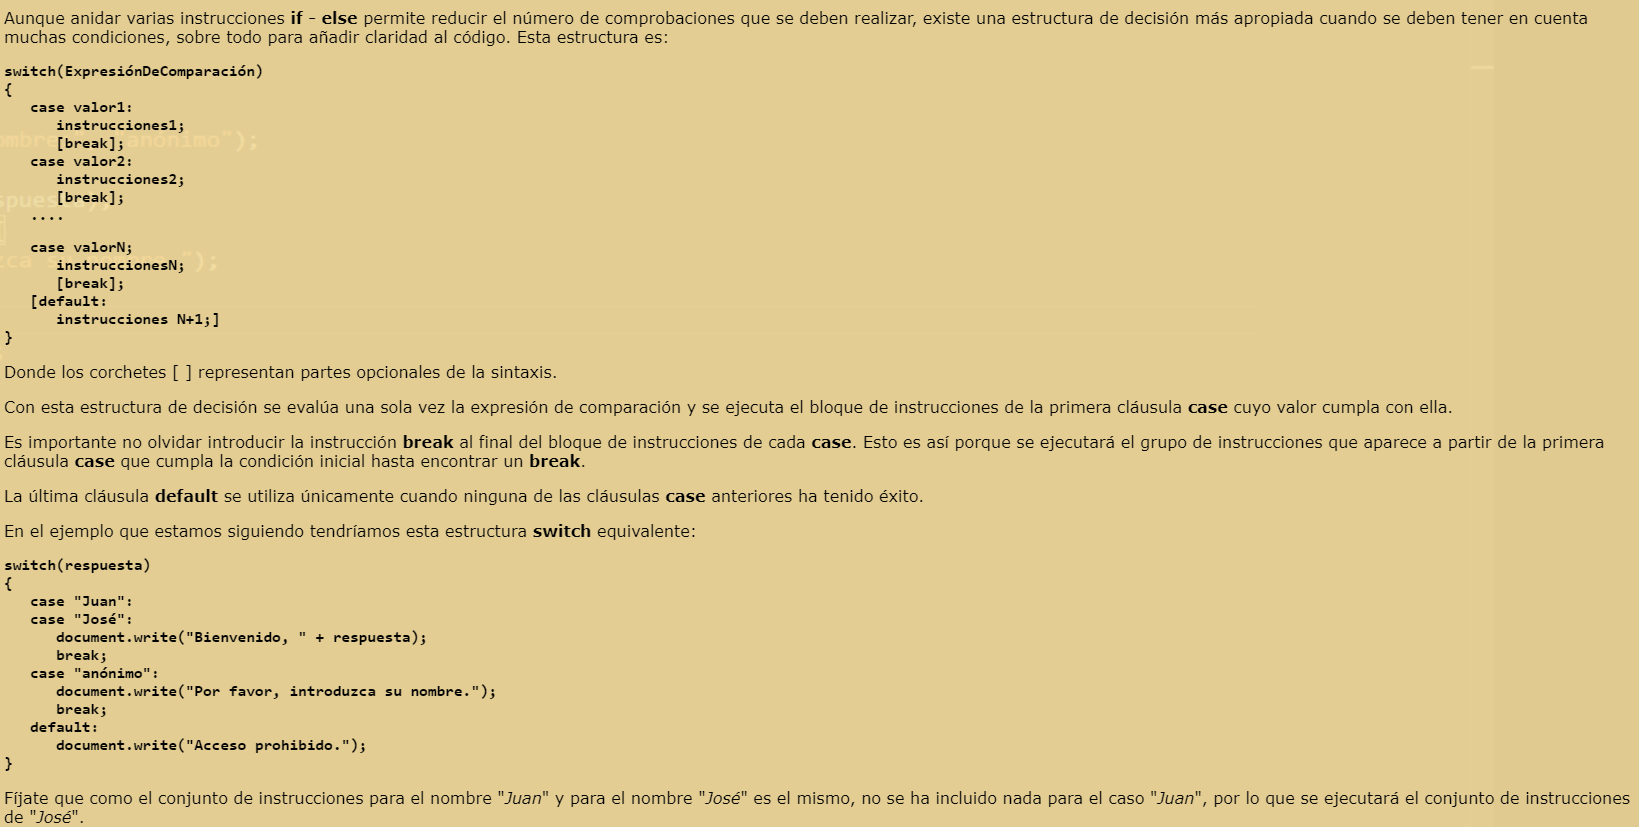 Aunque anidar varias instrucciones if - else permite reducir el número de comprobaciones que se deben realizar, existe una estructura de decisión más apropiada cuando se deben tener en cuenta
muchas condiciones, sobre todo para añadir claridad al código. Esta estructura es:
switch(ExpresiónDeComparación)
{
case valor1:
instrucciones1;
[break];
case valor2:
instrucciones2;
[break];
....
case valorN;
instruccionesN;
[break];
[default:
instrucciones N+1;]
}
Donde los corchetes [ ] representan partes opcionales de la sintaxis.
Con esta estructura de decisión se evalúa una sola vez la expresión de comparación y se ejecuta el bloque de instrucciones de la primera cláusula case cuyo valor cumpla con ella.
Es importante no olvidar introducir la instrucción break al final del bloque de instrucciones de cada case. Esto es así porque se ejecutará el grupo de instrucciones que aparece a partir de la primera
cláusula case que cumpla la condición inicial hasta encontrar un break.
La última cláusula default se utiliza únicamente cuando ninguna de las cláusulas case anteriores ha tenido éxito.
En el ejemplo que estamos siguiendo tendríamos esta estructura switch equivalente:
switch(respuesta)
{
case "Juan":
case "José":
document.write("Bienvenido, " + respuesta);
break;
case "anónimo":
document.write("Por favor, introduzca su nombre.");
break;
default:
document.write("Acceso prohibido.");
}
Fíjate que como el conjunto de instrucciones para el nombre "Juan" y para el nombre "José" es el mismo, no se ha incluido nada para el caso "Juan", por lo que se ejecutará el conjunto de instrucciones
de "José".